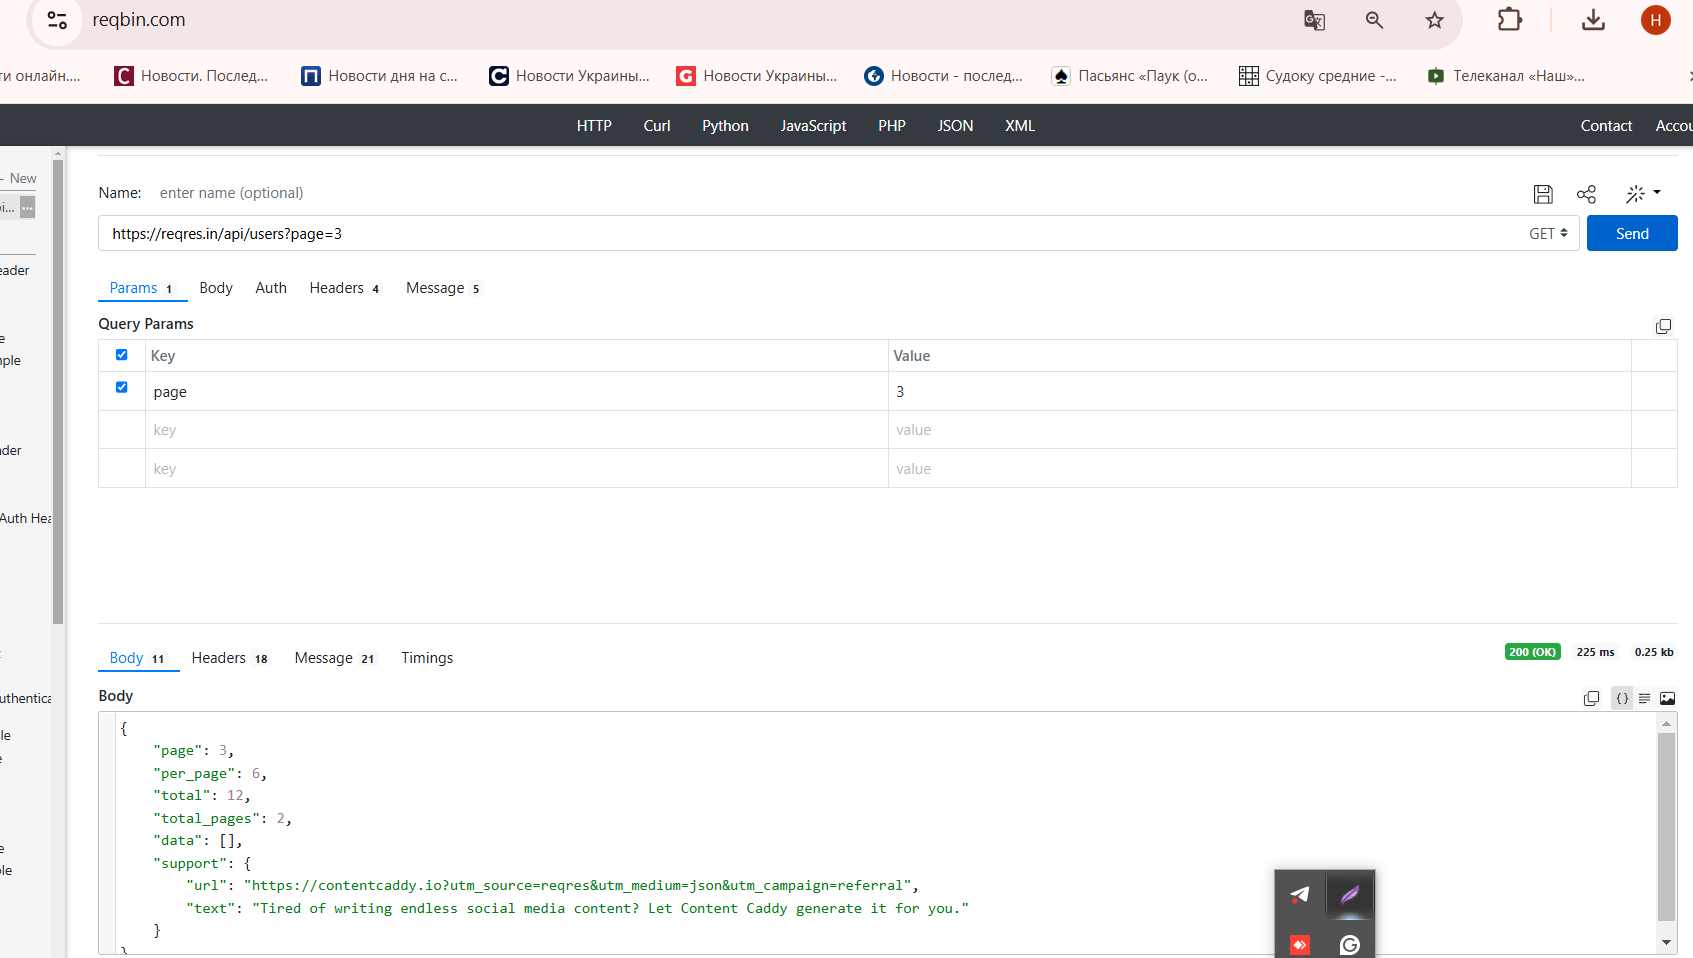 reqbin.com
H
ти онлайн....
Новости. Послед...
Новости дня на с...
Новости Украины...
Новости Украины...
Новости - послед...
Пасьянс «Паук (о...
Судоку средние -...
Телеканал «Наш»...
HTTP
Curl
Python
JavaScript
PHP
JSON
XML
Contact
Accou
New
Name:
enter name (optional)
https://reqres.in/api/users?page=3
GET
Send
eader
Params 1
Body
Auth
Headers 4
Message 5
Query Params
Key
Value
page
3
key
value
key
value
nple
der
Auth Hea
uthentica
Body 11
Headers 18
Message 21
Timings
200 (OK)
225 ms
0.25 kb
Body
{
"page": 3,
"per_page": 6,
"total": 12,
"total_pages": 2,
"data": [],
"support": {
"url": "https://contentcaddy.io?utm_source=reqres&utm_medium=json&utm_campaign=referral",
"text": "Tired of writing endless social media content? Let Content Caddy generate it for you."
}
}